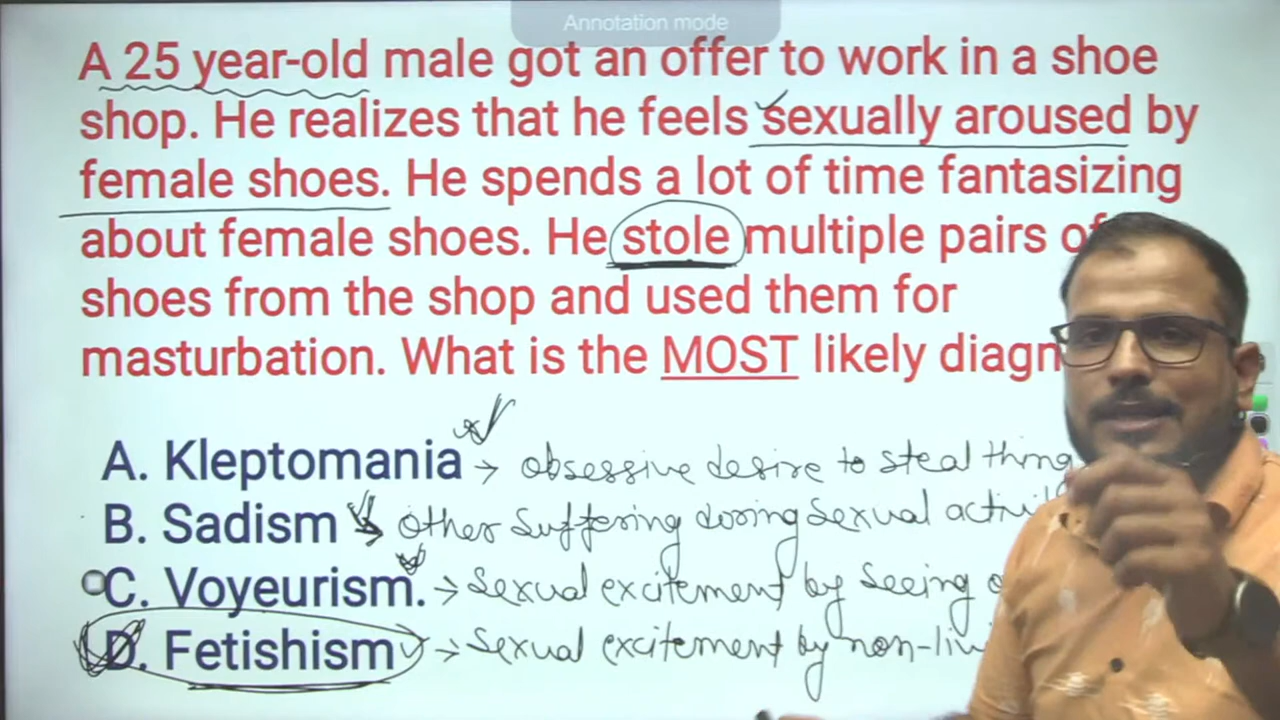 Annotation mode
A 25 year-old male got an offer to work in a shoe
shop. He realizes that he feels sexually aroused by
female shoes. He spends a lot of time fantasizing
about female shoes. He stole multiple pairs of
shoes from the shop and used them for
masturbation. What is the MOST likely diagn
A. Kleptomania → obsessive desire to steal thing
B. Sadism → other suffering during sexual activi
C. Voyeurism. → Sexual excitement by seeing o
D. Fetishism → Sexual excitement by non-livi